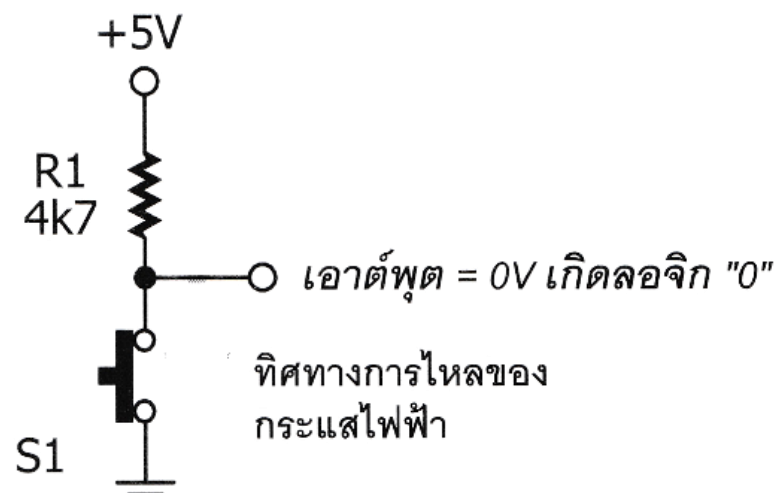 +5V
R1
4k7
เอาต์พุต = 0V เกิดลอจิก "0"
ทิศทางการไหลของ
กระแสไฟฟ้า
S1